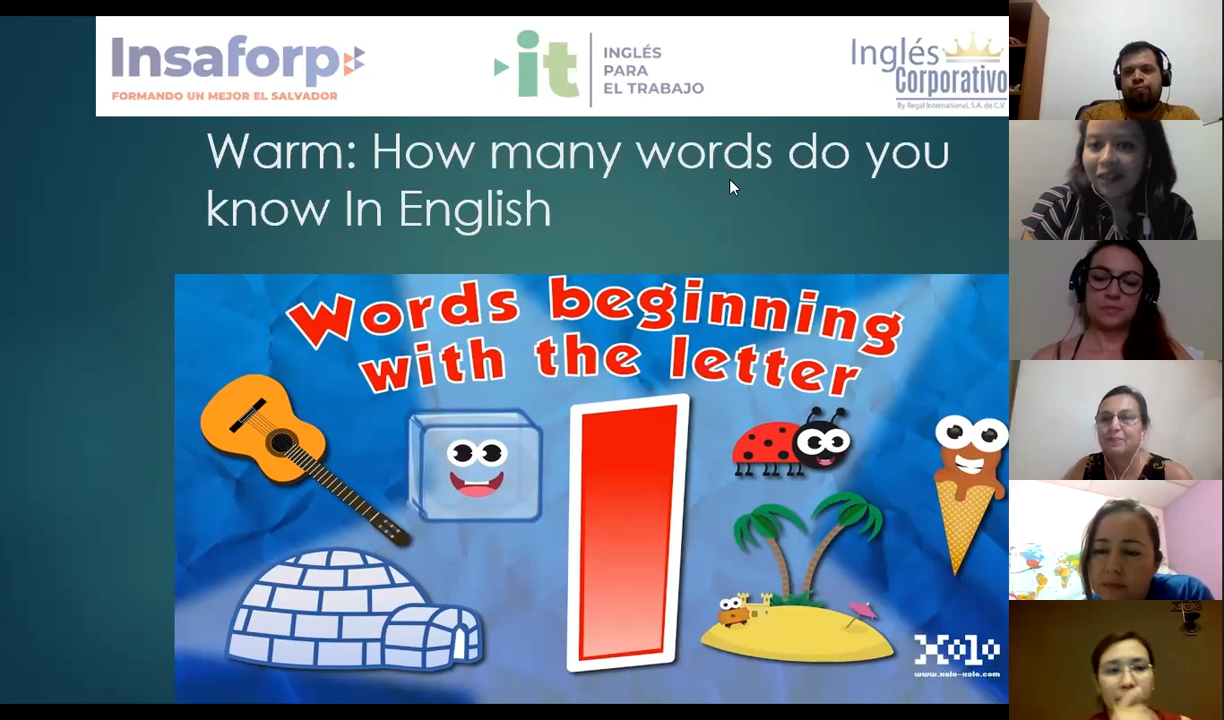 Insaforp
FORMANDO UN MEJOR EL SALVADOR
it
INGLÉS
PARA
EL TRABAJO
Inglés
Corporativo
By Regal International, S.A. de C.V.
Warm: How many words do you
know In English
Words beginning
with the letter
I
Xolo
www.xolo-xolo.com